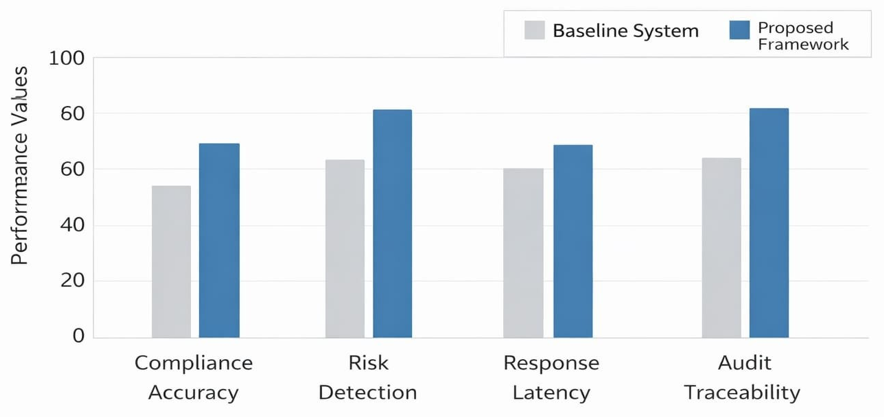 Baseline System
Proposed
Framework
Performance Values
100
60
60
40
20
0
Compliance
Accuracy
Risk
Detection
Response
Latency
Audit
Traceability